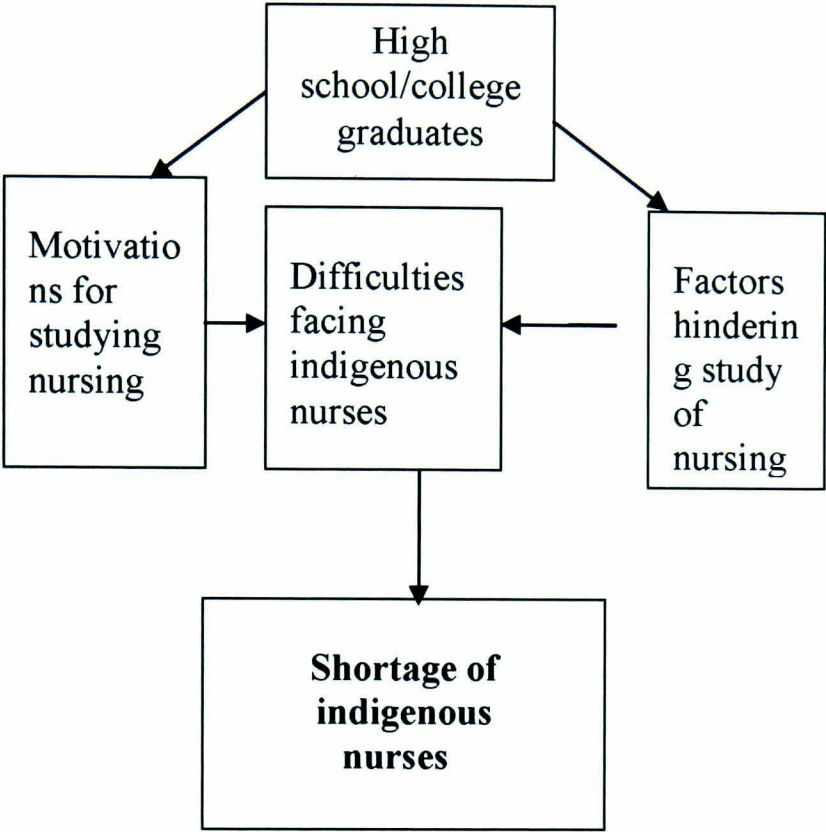 High
school/college
graduates
Motivatio
ns for
studying
nursing
Difficulties
facing
indigenous
nurses
Factors
hinderin
g study
of
nursing
Shortage of
indigenous
nurses